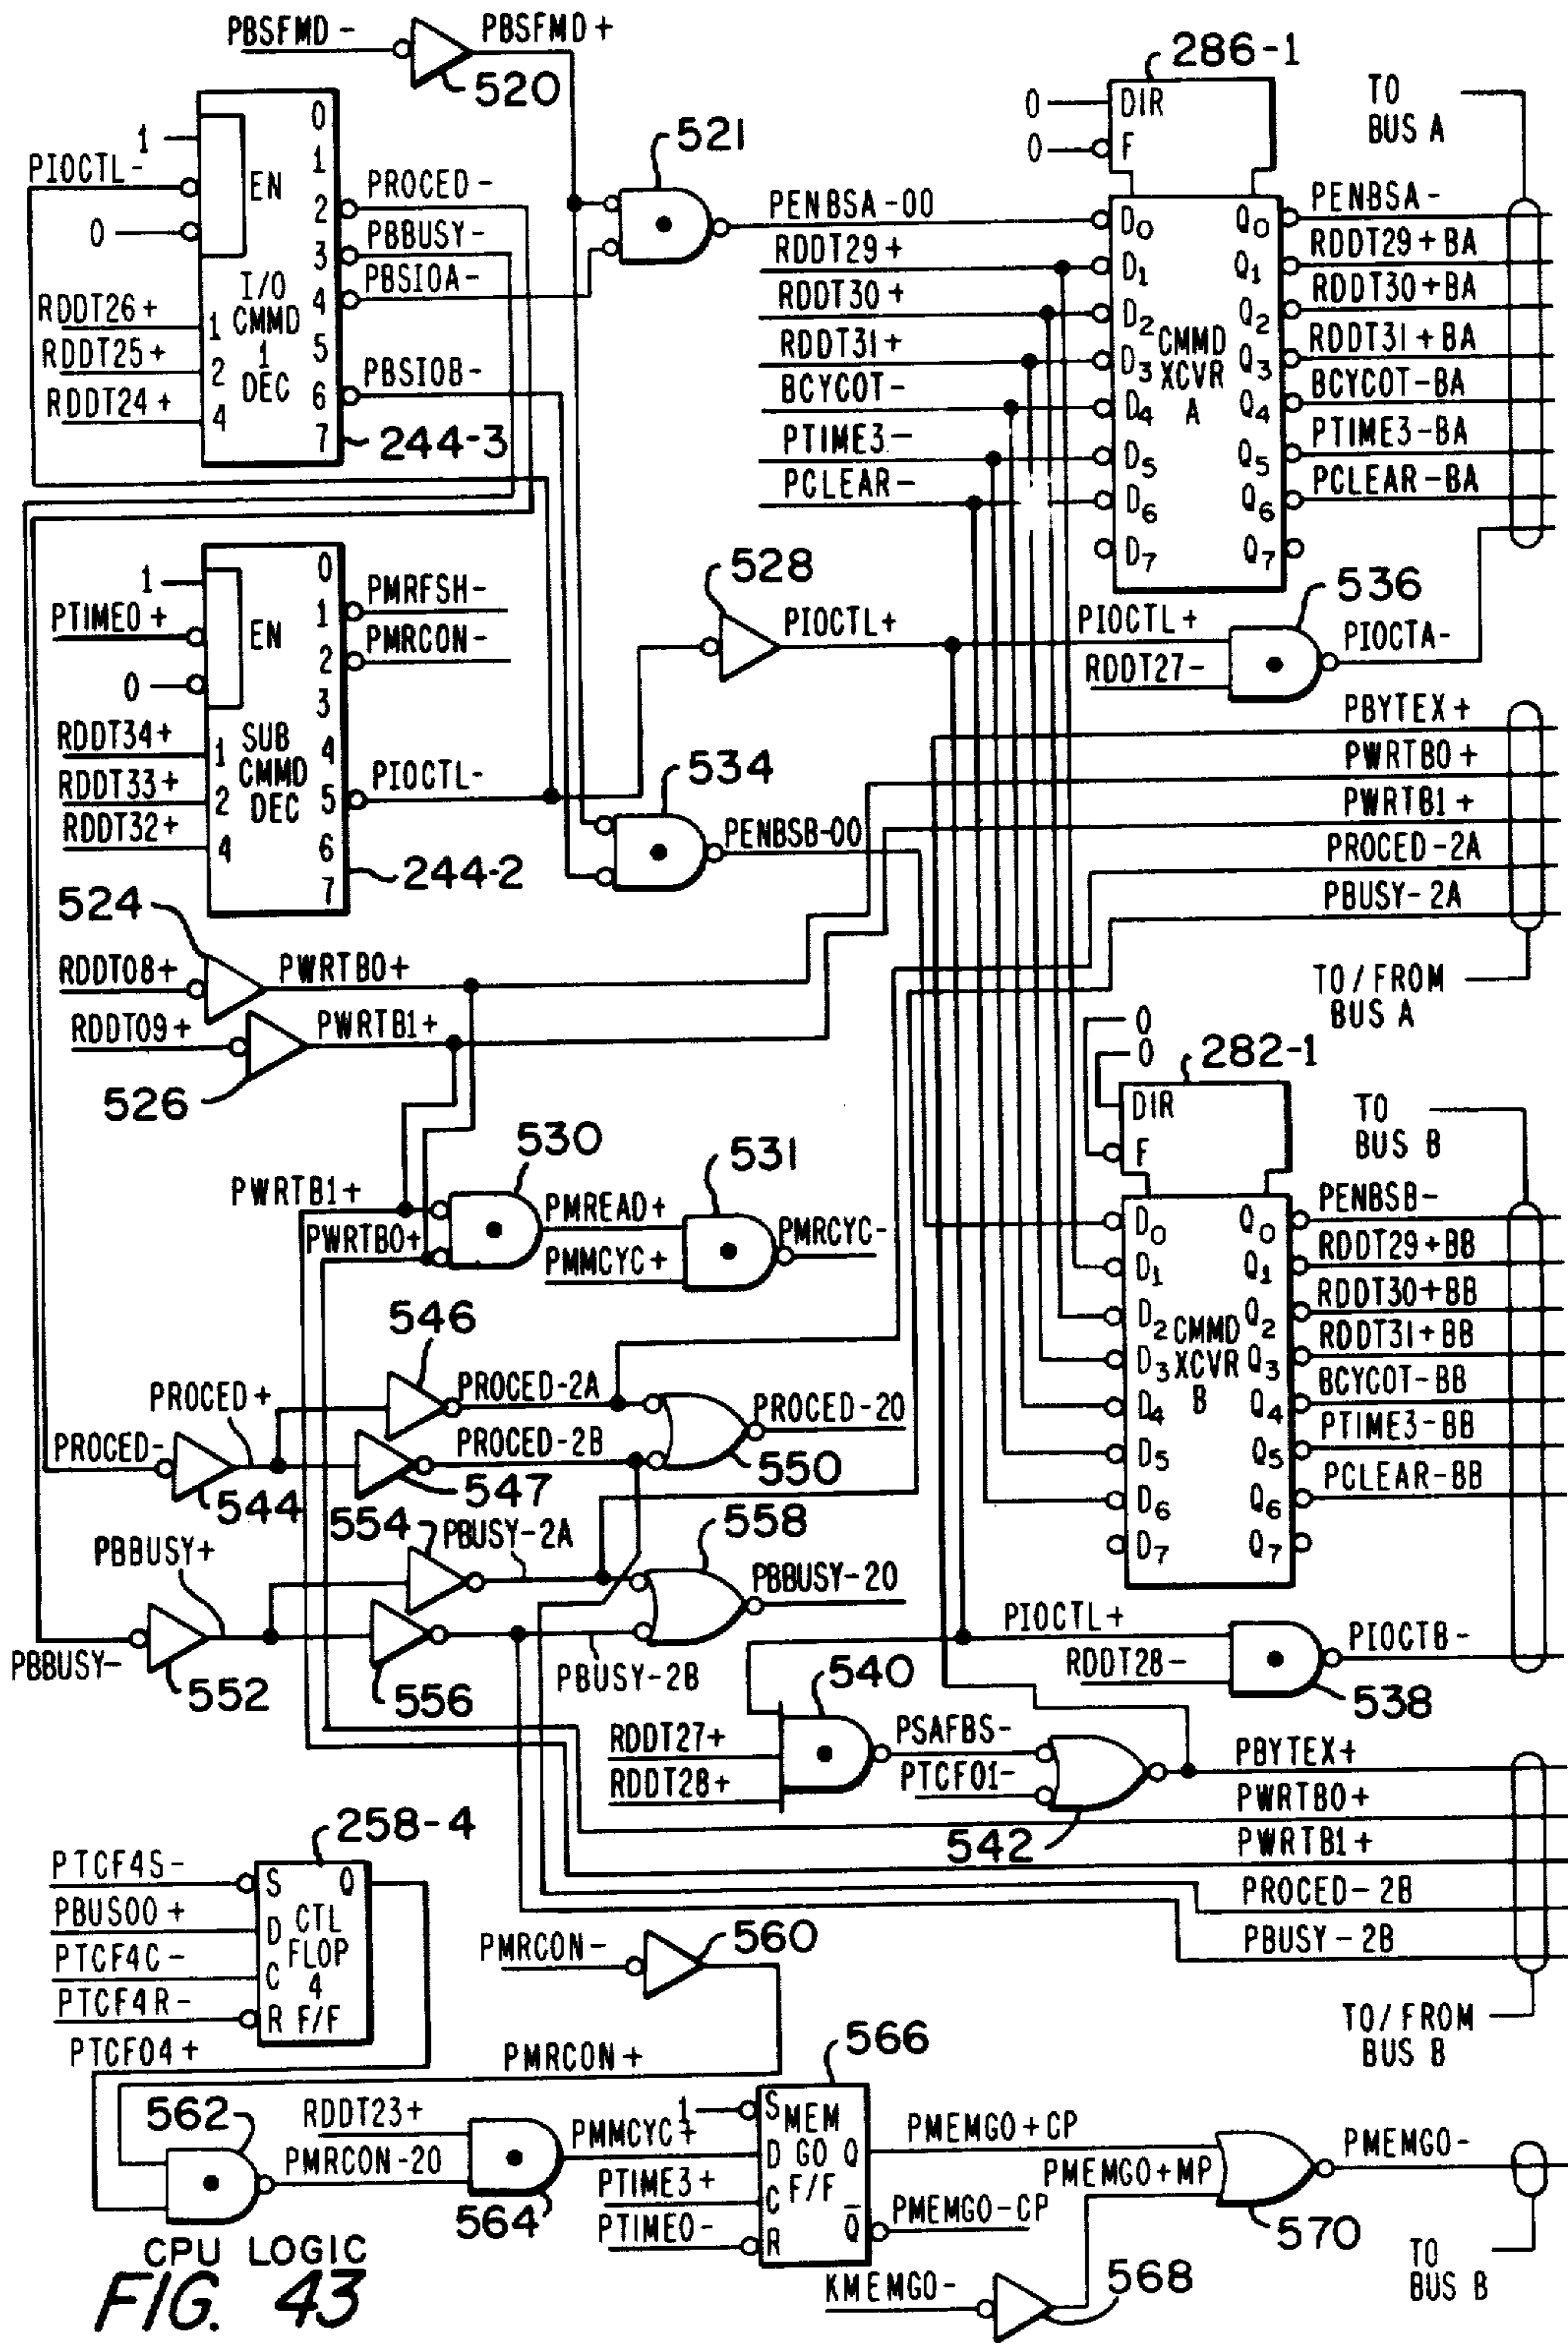 PBSFMD -
PBSFMD +
520
286-1
TO
BUS A
0
DIR
0
F
521
1
PIOCTL -
0
EN
0
1
2
3
4
5
6
7
PROCED -
PBBUSY -
PBSIOA -
PBSIOB -
I/O
CMMD
1
DEC
RDDT26 +
RDDT25 +
RDDT24 +
1
2
4
244-3
PENBSA -00
RDDT29 +
RDDT30 +
RDDT31 +
BCYCOT -
PTIME3 -
PCLEAR -
D0
D1
D2
D3
D4
D5
D6
D7
CMMD
XCVR
A
Q0
Q1
Q2
Q3
Q4
Q5
Q6
Q7
PENBSA -
RDDT29 + BA
RDDT30 + BA
RDDT31 + BA
BCYCOT-BA
PTIME3-BA
PCLEAR-BA
1
PTIME0 +
0
EN
0
1
2
3
4
5
6
7
PMRFSH -
PMRCON -
PIOCTL -
SUB
CMMD
DEC
RDDT34 +
RDDT33 +
RDDT32 +
1
2
4
244-2
528
PIOCTL +
PIOCTL +
RDDT27 -
536
PIOCTA -
534
PENBSB-00
PBYTEX +
PWRTB0 +
PWRTB1 +
PROCED-2A
PBUSY- 2A
TO / FROM
BUS A
524
RDDT08 +
PWRTB0 +
RDDT09 +
PWRTB1 +
526
0
0
282-1
DIR
F
TO
BUS B
530
531
PWRTB1 +
PWRTB0 +
PMREAD +
PMMCYC +
PMRCYC -
D0
D1
D2
D3
D4
D5
D6
D7
CMMD
XCVR
B
Q0
Q1
Q2
Q3
Q4
Q5
Q6
Q7
PENBSB -
RDDT29 + BB
RDDT30 + BB
RDDT31 + BB
BCYCOT-BB
PTIME3-BB
PCLEAR-BB
546
PROCED +
PROCED-2A
PROCED-20
PROCED -
PROCED-2B
550
544
547
554
PBUSY-2A
558
PBBUSY +
PBBUSY-20
PBBUSY -
PBUSY-2B
552
556
PIOCTL +
RDDT28 -
PIOCTB -
538
540
RDDT27 +
RDDT28 +
PSAFBS -
PTCF01 -
542
PBYTEX +
PWRTB0 +
PWRTB1 +
PROCED-2B
PBUSY - 2B
TO / FROM
BUS B
258-4
PTCF4S -
PBUS00 +
PTCF4C -
PTCF4R -
S
D
C
R
Q
CTL
FLOP
4
F/F
PTCF04 +
PMRCON -
560
PMRCON +
562
RDDT23 +
PMRCON-20
564
PMMCYC +
PTIME3 +
PTIME0 -
566
1
S
D
C
R
MEM
GO
F/F
Q
Q̅
PMEMGO + CP
PMEMGO-CP
PMEMGO + MP
PMEMGO -
570
KMEMGO -
568
TO
BUS B
CPU LOGIC
FIG. 43